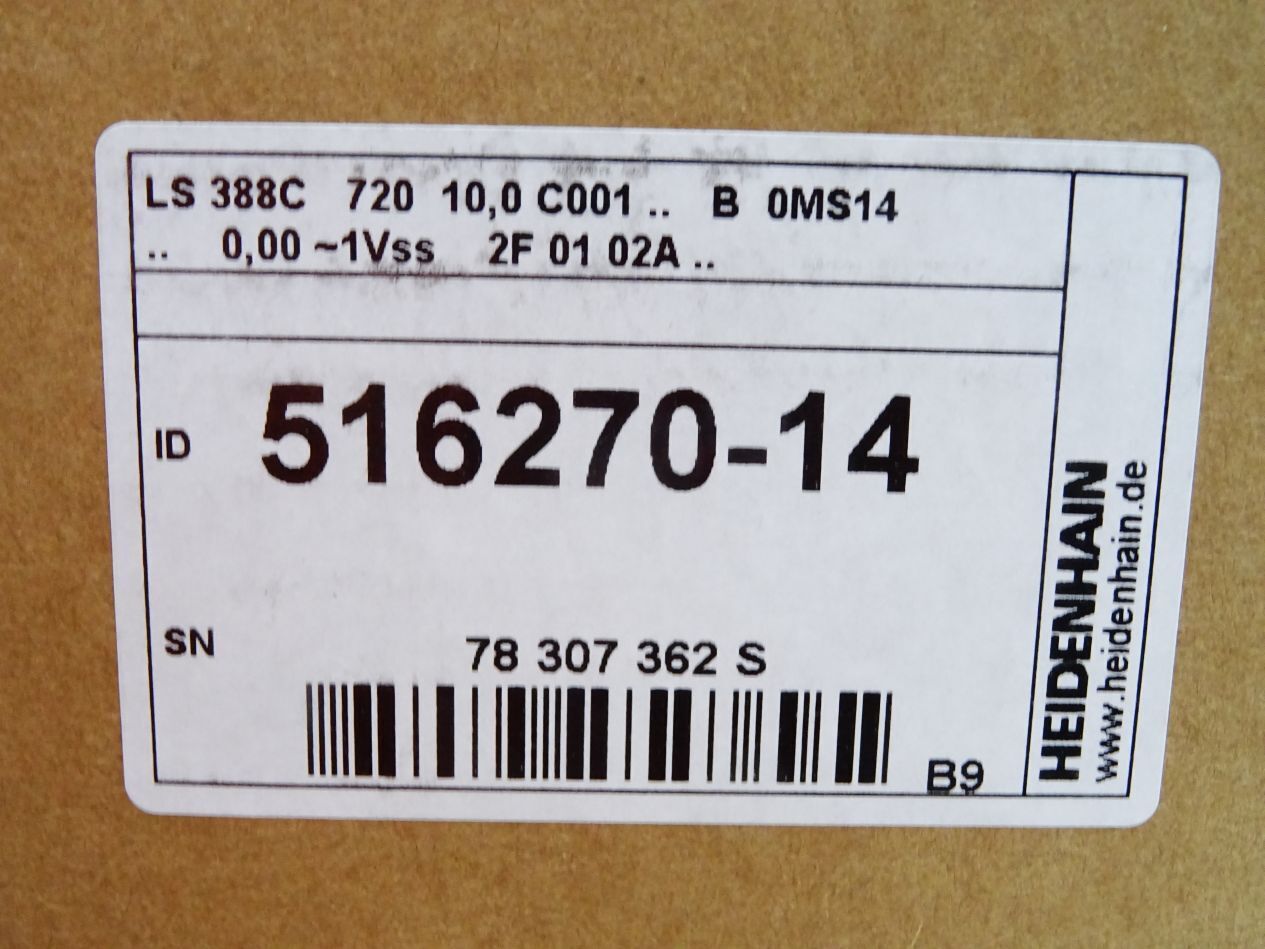 LS 388C 720 10,0 C001 .. B 0MS14
.. 0,00 ~1Vss 2F 01 02A ..
ID 516270-14
SN 78 307 362 S
B9
HEIDENHAIN
www.heidenhain.de